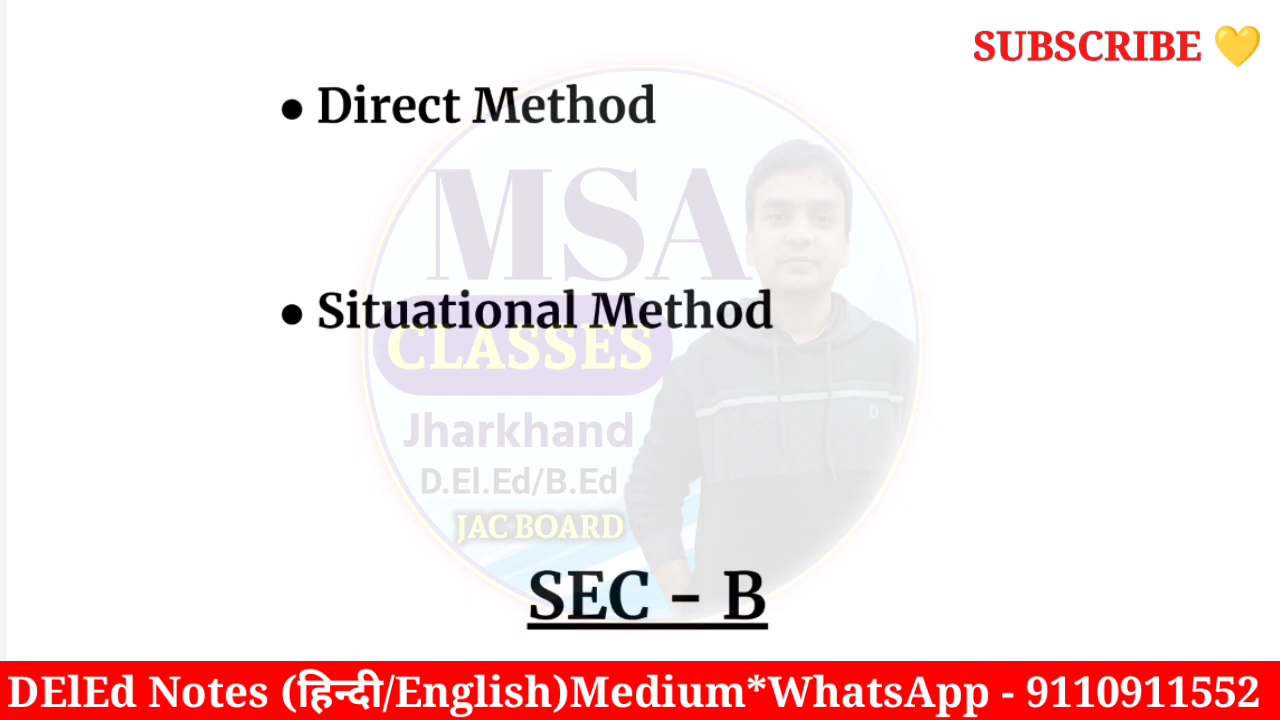 SUBSCRIBE 💛
• Direct Method
MSA
• Situational Method
CLASSES
Jharkhand
D.El.Ed/B.Ed
JAC BOARD
SEC - B
DElEd Notes (हिन्दी/English)Medium*WhatsApp - 9110911552